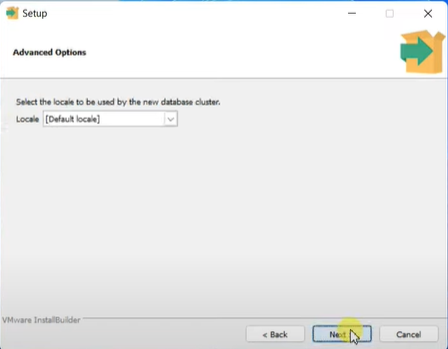 Setup
Advanced Options
Select the locale to be used by the new database cluster.
Locale [Default locale]
VMware InstallBuilder
< Back Next Cancel